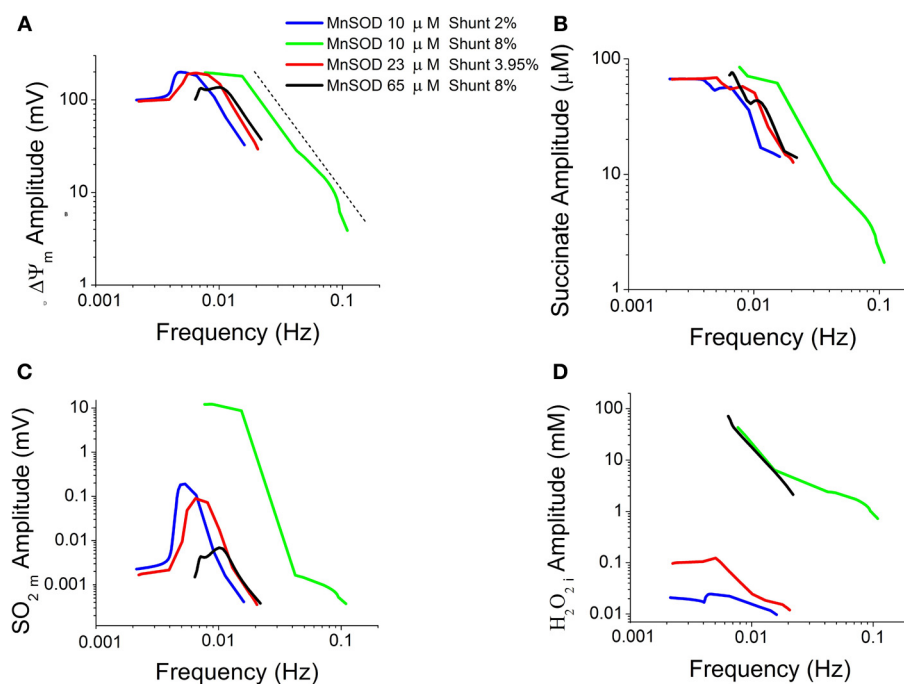 A
MnSOD 10 μ M Shunt 2%
MnSOD 10 μ M Shunt 8%
MnSOD 23 μ M Shunt 3.95%
MnSOD 65 μ M Shunt 8%
ΔΨm Amplitude (mV)
100
10
1
0.001
0.01
0.1
Frequency (Hz)
B
Succinate Amplitude (μM)
100
10
1
0.001
0.01
0.1
Frequency (Hz)
C
SO2m Amplitude (mV)
10
1
0.1
0.001
0.001
0.001
0.01
0.1
Frequency (Hz)
D
H2O2i Amplitude (mM)
100
10
1
0.1
0.01
0.001
0.01
0.1
Frequency (Hz)